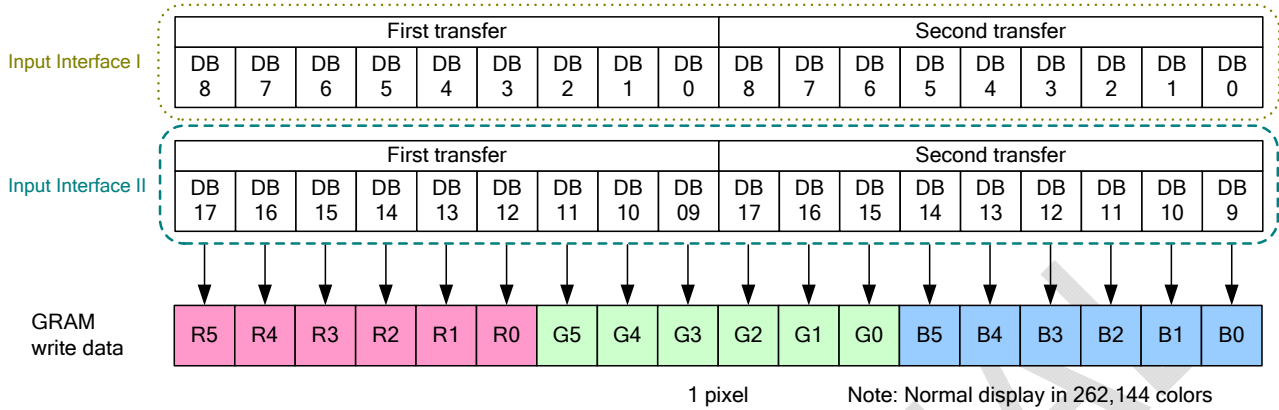 First transfer Second transfer
Input Interface I DB 8 DB 7 DB 6 DB 5 DB 4 DB 3 DB 2 DB 1 DB 0 DB 8 DB 7 DB 6 DB 5 DB 4 DB 3 DB 2 DB 1 DB 0
First transfer Second transfer
Input Interface II DB 17 DB 16 DB 15 DB 14 DB 13 DB 12 DB 11 DB 10 DB 09 DB 17 DB 16 DB 15 DB 14 DB 13 DB 12 DB 11 DB 10 DB 9
GRAM
write data
R5 R4 R3 R2 R1 R0 G5 G4 G3 G2 G1 G0 B5 B4 B3 B2 B1 B0
1 pixel Note: Normal display in 262,144 colors